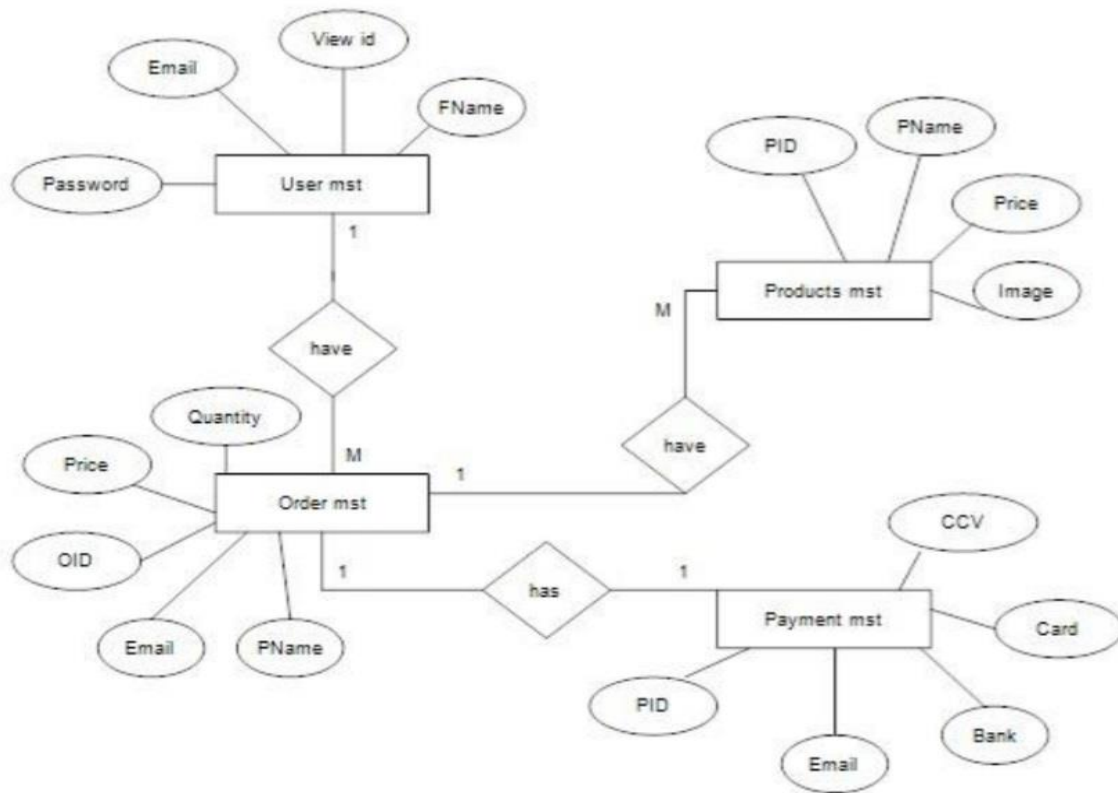 View id
Email
FName
Password
User mst
PID
PName
Price
Image
Products mst
1
M
have
have
Quantity
Price
M
1
Order mst
OID
Email
PName
1
has
1
CCV
Payment mst
Card
PID
Bank
Email